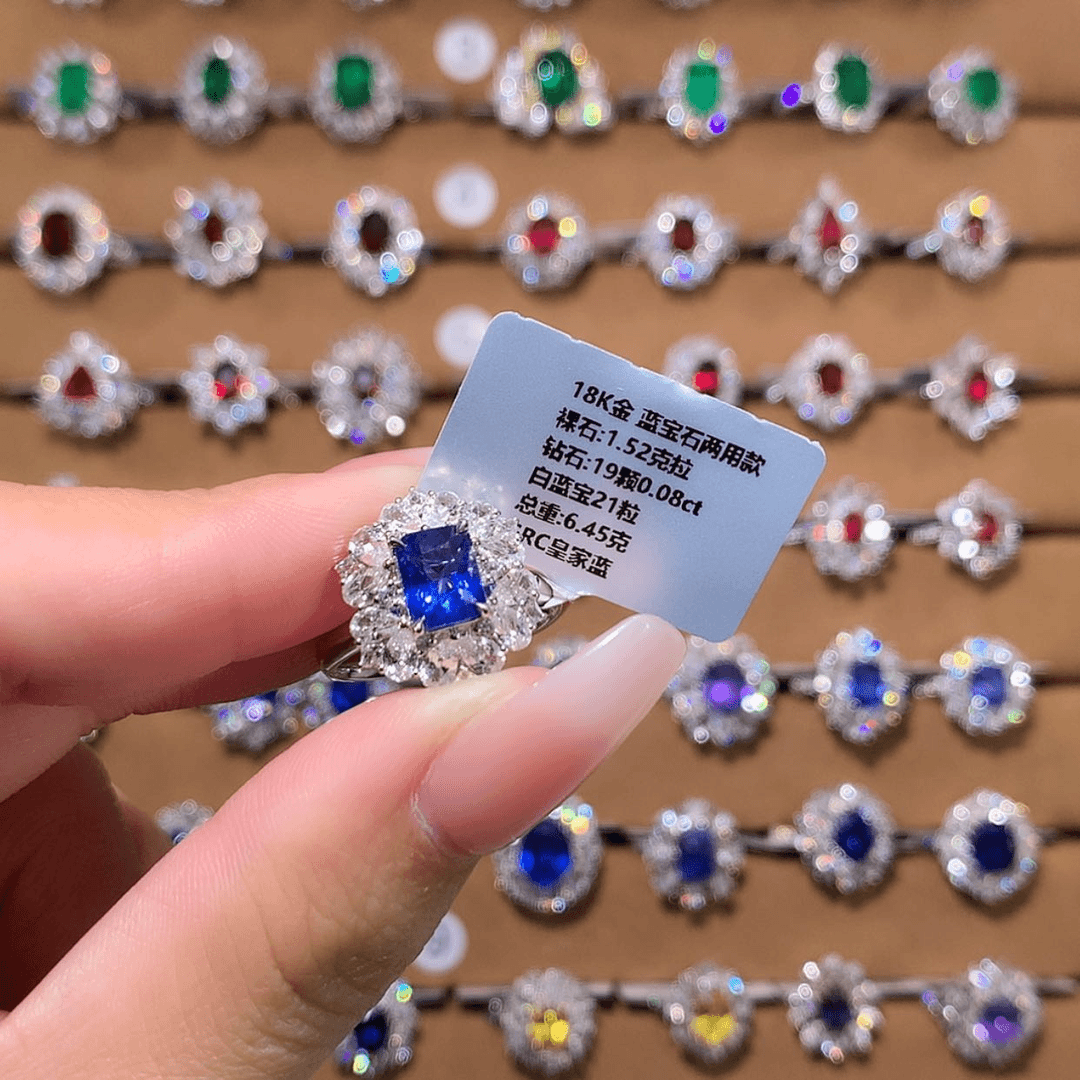 18K金 蓝宝石两用款
裸石:1.52克拉
钻石:19颗0.08ct
白蓝宝21粒
总重:6.45克
GRC皇家蓝